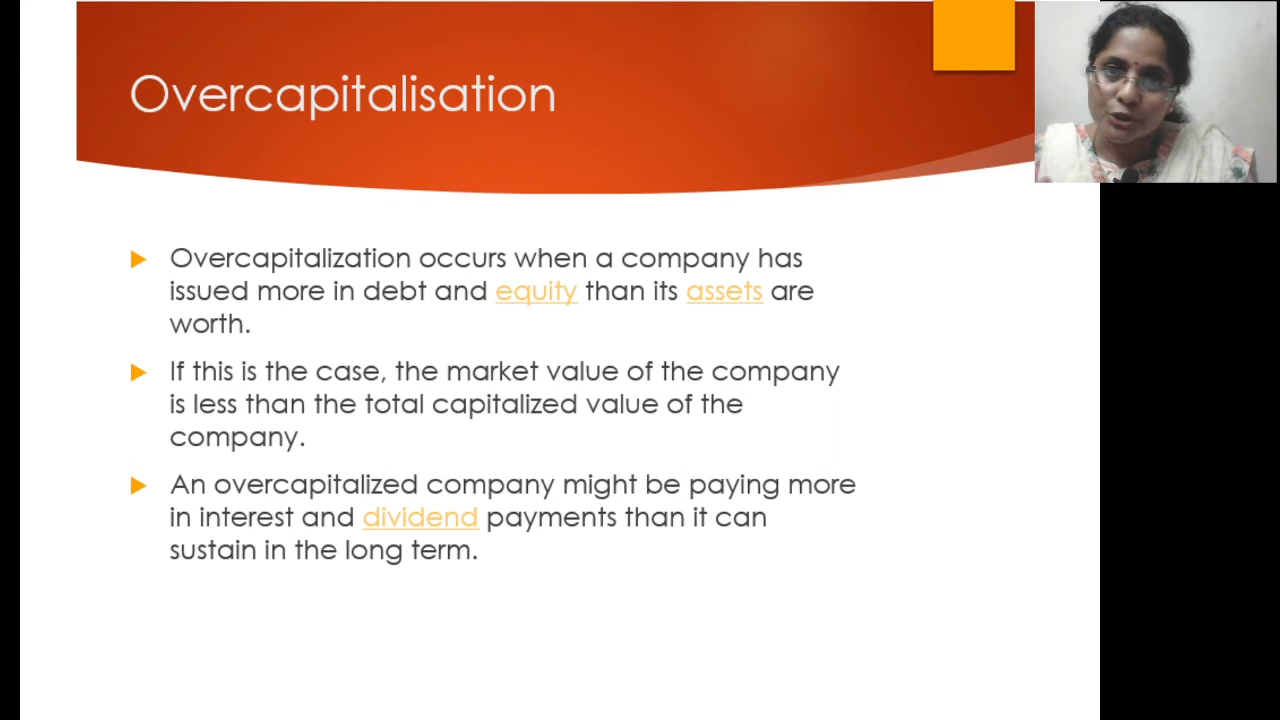 Overcapitalisation
Overcapitalization occurs when a company has
issued more in debt and equity than its assets are
worth.
If this is the case, the market value of the company
is less than the total capitalized value of the
company.
An overcapitalized company might be paying more
in interest and dividend payments than it can
sustain in the long term.